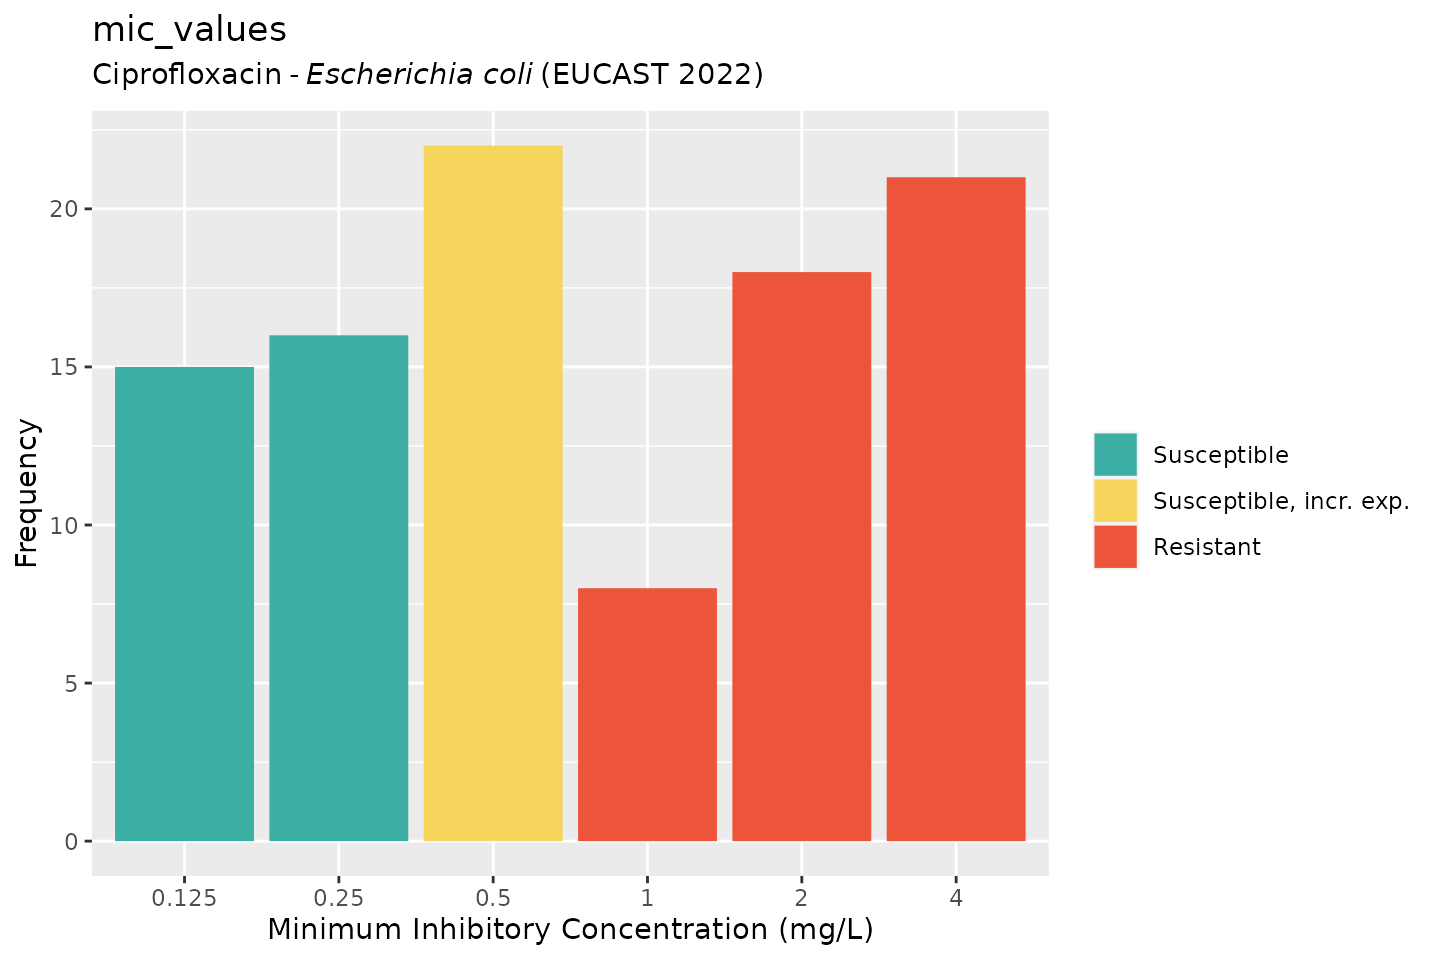 mic_values
Ciprofloxacin - Escherichia coli (EUCAST 2022)
Frequency
20
15
10
5
0
0.125 0.25 0.5 1 2 4
Minimum Inhibitory Concentration (mg/L)
Susceptible
Susceptible, incr. exp.
Resistant